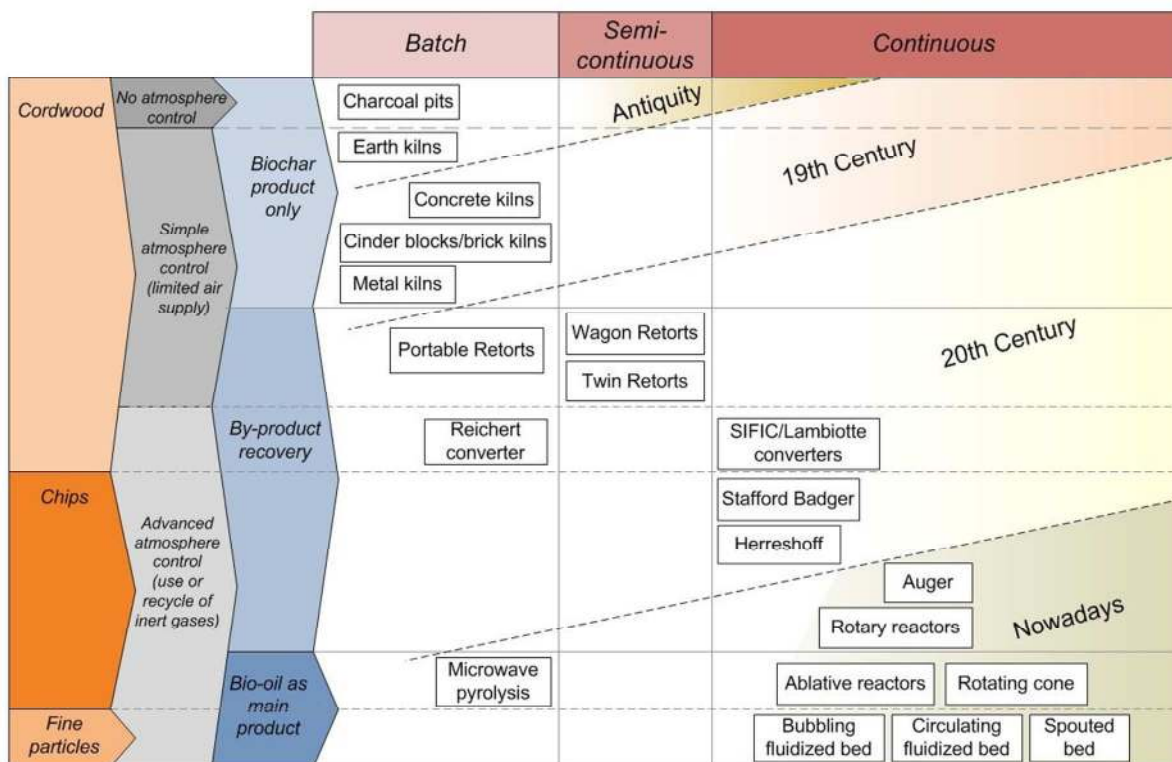 Batch
Semi-
continuous
Continuous
Cordwood
No atmosphere
control
Charcoal pits
Antiquity
Earth kilns
Biochar
product
only
19th Century
Concrete kilns
Simple
atmosphere
control
(limited air
supply)
Cinder blocks/brick kilns
Metal kilns
Portable Retorts
Wagon Retorts
Twin Retorts
20th Century
By-product
recovery
Reichert
converter
SIFIC/Lambiotte
converters
Chips
Advanced
atmosphere
control
(use or
recycle of
inert gases)
Stafford Badger
Herreshoff
Auger
Rotary reactors
Nowadays
Bio-oil as
main
product
Microwave
pyrolysis
Ablative reactors
Rotating cone
Fine
particles
Bubbling
fluidized bed
Circulating
fluidized bed
Spouted
bed